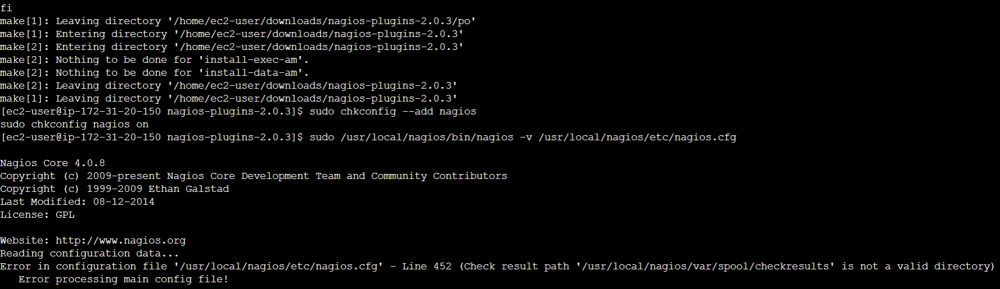 fi
make[1]: Leaving directory '/home/ec2-user/downloads/nagios-plugins-2.0.3/po'
make[1]: Entering directory '/home/ec2-user/downloads/nagios-plugins-2.0.3'
make[2]: Entering directory '/home/ec2-user/downloads/nagios-plugins-2.0.3'
make[2]: Nothing to be done for 'install-exec-am'.
make[2]: Nothing to be done for 'install-data-am'.
make[2]: Leaving directory '/home/ec2-user/downloads/nagios-plugins-2.0.3'
make[1]: Leaving directory '/home/ec2-user/downloads/nagios-plugins-2.0.3'
[ec2-user@ip-172-31-20-150 nagios-plugins-2.0.3]$ sudo chkconfig --add nagios
sudo chkconfig nagios on
[ec2-user@ip-172-31-20-150 nagios-plugins-2.0.3]$ sudo /usr/local/nagios/bin/nagios -v /usr/local/nagios/etc/nagios.cfg
Nagios Core 4.0.8
Copyright (c) 2009-present Nagios Core Development Team and Community Contributors
Copyright (c) 1999-2009 Ethan Galstad
Last Modified: 08-12-2014
License: GPL
Website: http://www.nagios.org
Reading configuration data...
Error in configuration file '/usr/local/nagios/etc/nagios.cfg' - Line 452 (Check result path '/usr/local/nagios/var/spool/checkresults' is not a valid directory)
Error processing main config file!